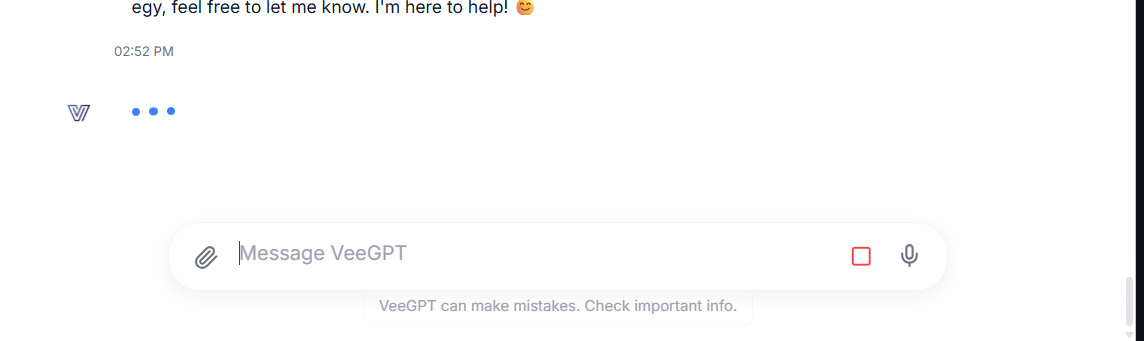 egy, feel free to let me know. I'm here to help! 😊
02:52 PM
Message VeeGPT
VeeGPT can make mistakes. Check important info.